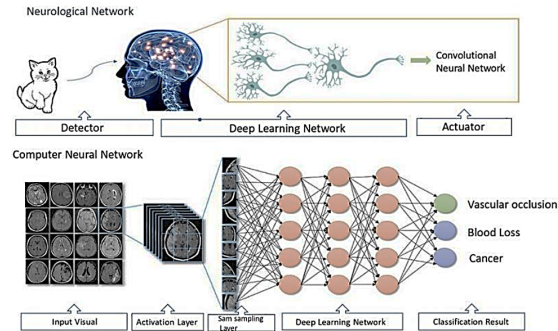 Neurological Network
Convolutional
Neural Network
Detector
Deep Learning Network
Actuator
Computer Neural Network
Vascular occlusion
Blood Loss
Cancer
Input Visual
Activation Layer
Sam sampling
Layer
Deep Learning Network
Classification Result